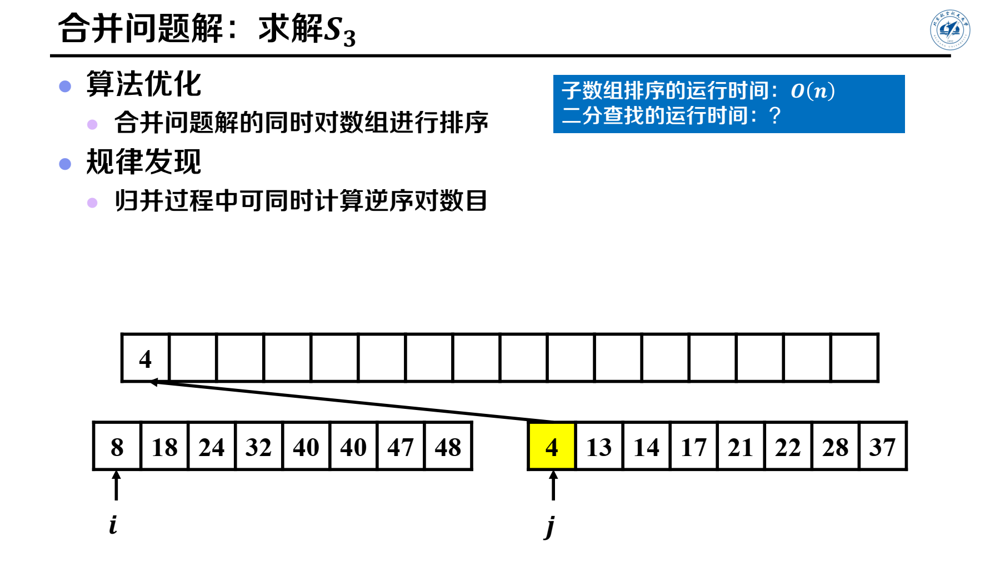 合并问题解：求解S3
算法优化
合并问题解的同时对数组进行排序
规律发现
归并过程中可同时计算逆序对数目
子数组排序的运行时间：O(n)
二分查找的运行时间：?
4
8 18 24 32 40 40 47 48
4 13 14 17 21 22 28 37
i
j